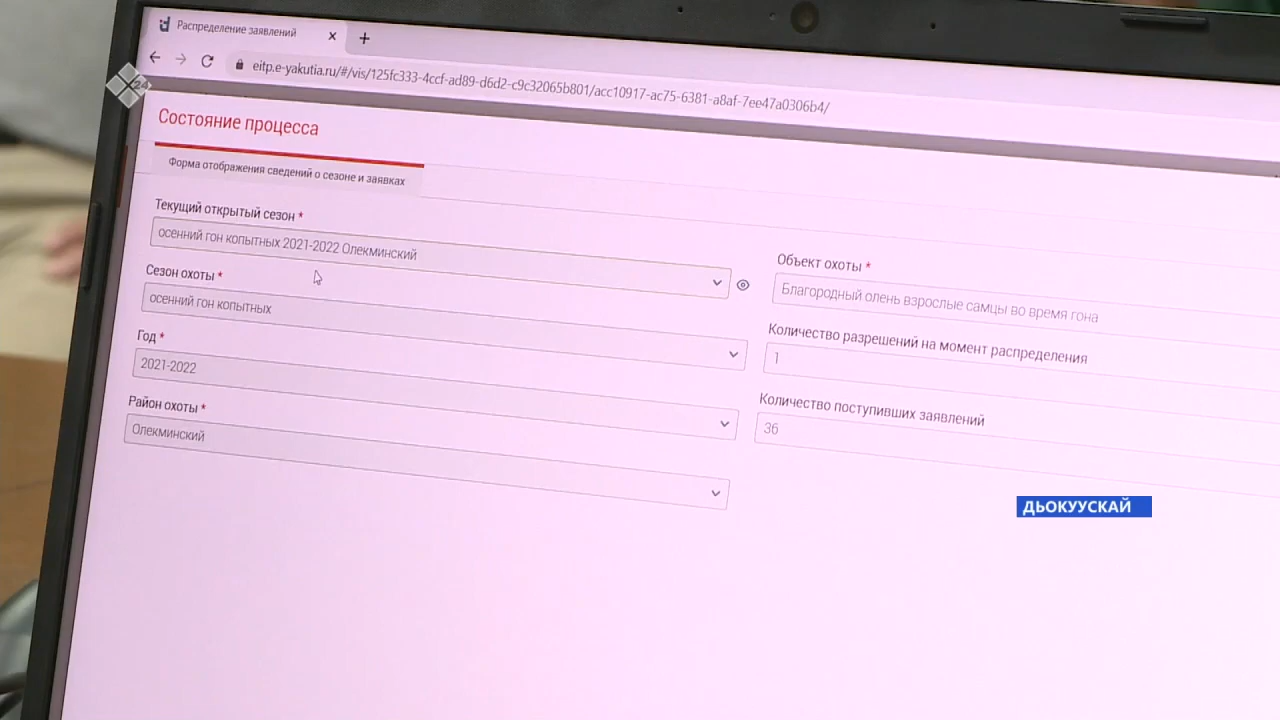 Распределение заявлений
eitp.e-yakutia.ru/#/vis/125fc333-4ccf-ad89-d6d2-c9c32065b801/acc10917-ac75-6381-a8af-7ee47a0306b4/
24
Состояние процесса
Форма отображения сведений о сезоне и заявках
Текущий открытый сезон *
осенний гон копытных 2021-2022 Олекминский
Сезон охоты *
осенний гон копытных
Год *
2021-2022
Район охоты *
Олекминский
Объект охоты *
Благородный олень взрослые самцы во время гона
Количество разрешений на момент распределения
1
Количество поступивших заявлений
36
ДЬОКУУСКАЙ